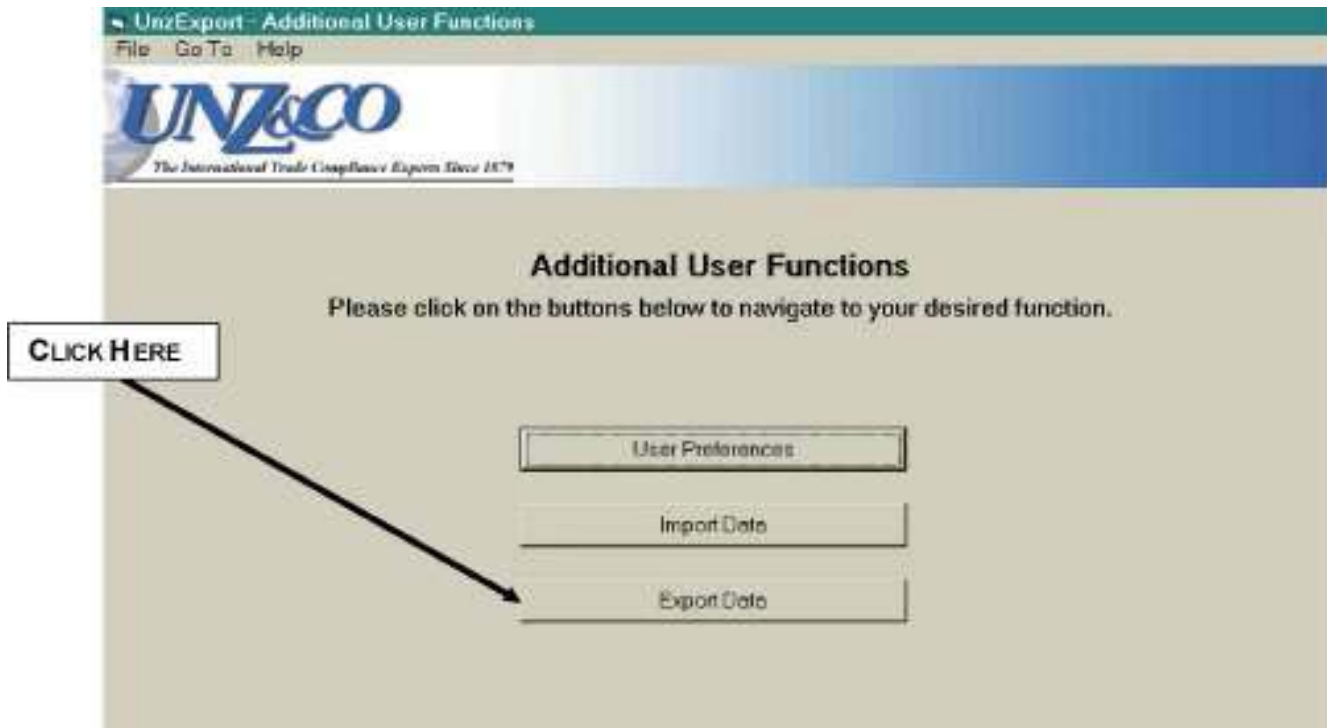 UnzExport - Additional User Functions
File Go To Help
UNZ&CO
The International Trade Compliance Experts Since 1879
Additional User Functions
Please click on the buttons below to navigate to your desired function.
CLICK HERE
User Preferences
Import Data
Export Data